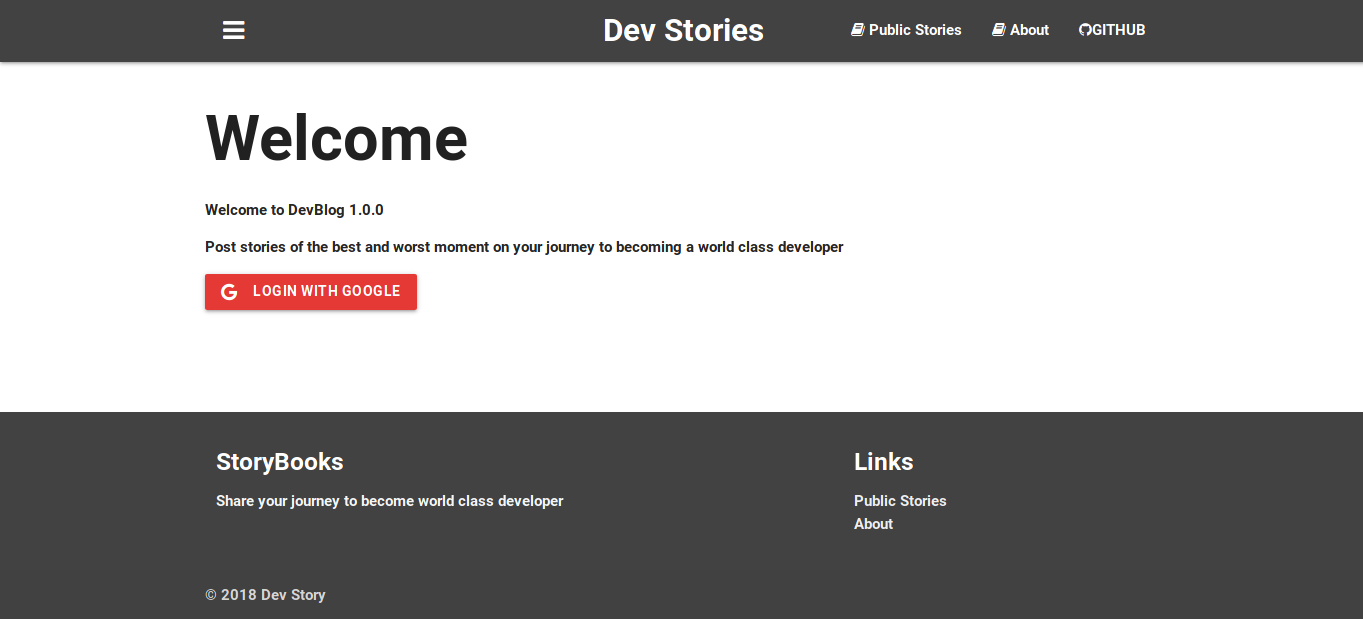 Dev Stories
Public Stories
About
GITHUB
Welcome
Welcome to DevBlog 1.0.0
Post stories of the best and worst moment on your journey to becoming a world class developer
LOGIN WITH GOOGLE
StoryBooks
Share your journey to become world class developer
Links
Public Stories
About
© 2018 Dev Story